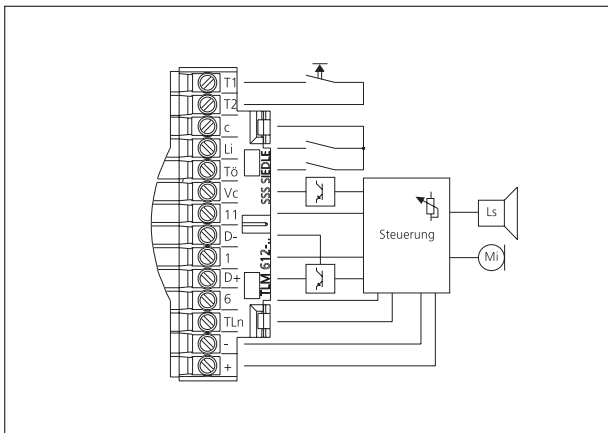 T1
T2
c
Li
Tö
Vc
11
D-
1
D+
6
TLn
-
+
SSS SIEDLE
TLM 612-..
Steuerung
Ls
Mi